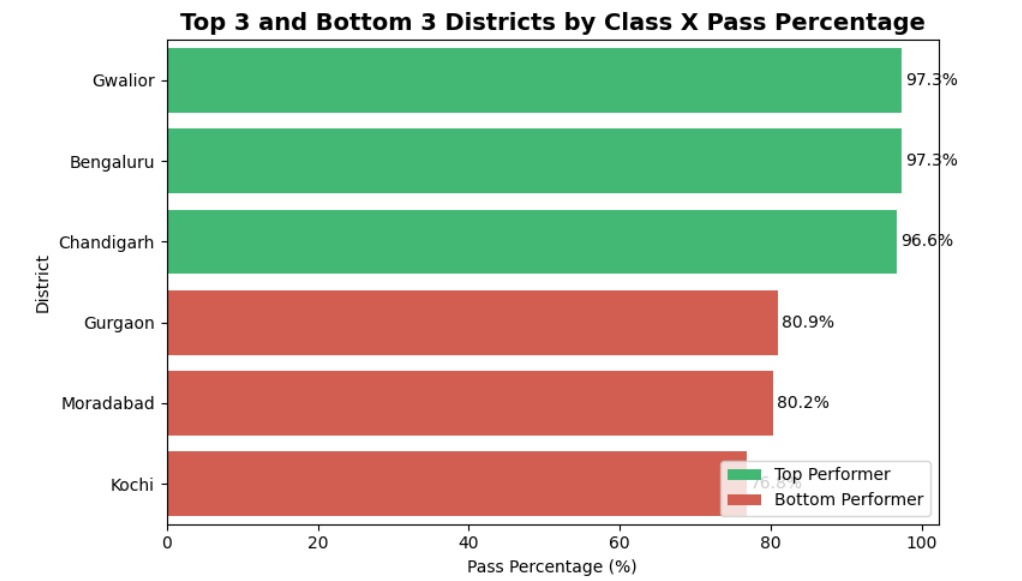 Top 3 and Bottom 3 Districts by Class X Pass Percentage
District
Gwalior 97.3%
Bengaluru 97.3%
Chandigarh 96.6%
Gurgaon 80.9%
Moradabad 80.2%
Kochi 76.8%
Top Performer
Bottom Performer
0 20 40 60 80 100
Pass Percentage (%)